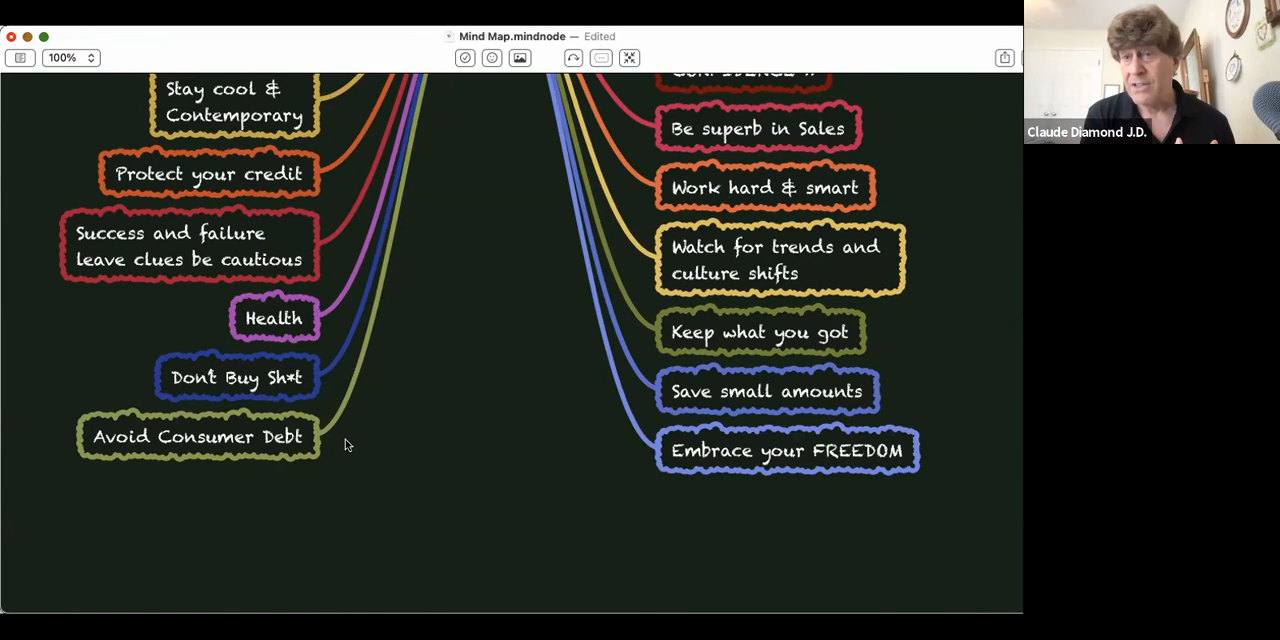 Mind Map.mindnode — Edited
100%
Claude Diamond J.D.
Stay cool &
Contemporary
Protect your credit
Success and failure
leave clues be cautious
Health
Don't Buy Sh*t
Avoid Consumer Debt
Be superb in Sales
Work hard & smart
Watch for trends and
culture shifts
Keep what you got
Save small amounts
Embrace your FREEDOM